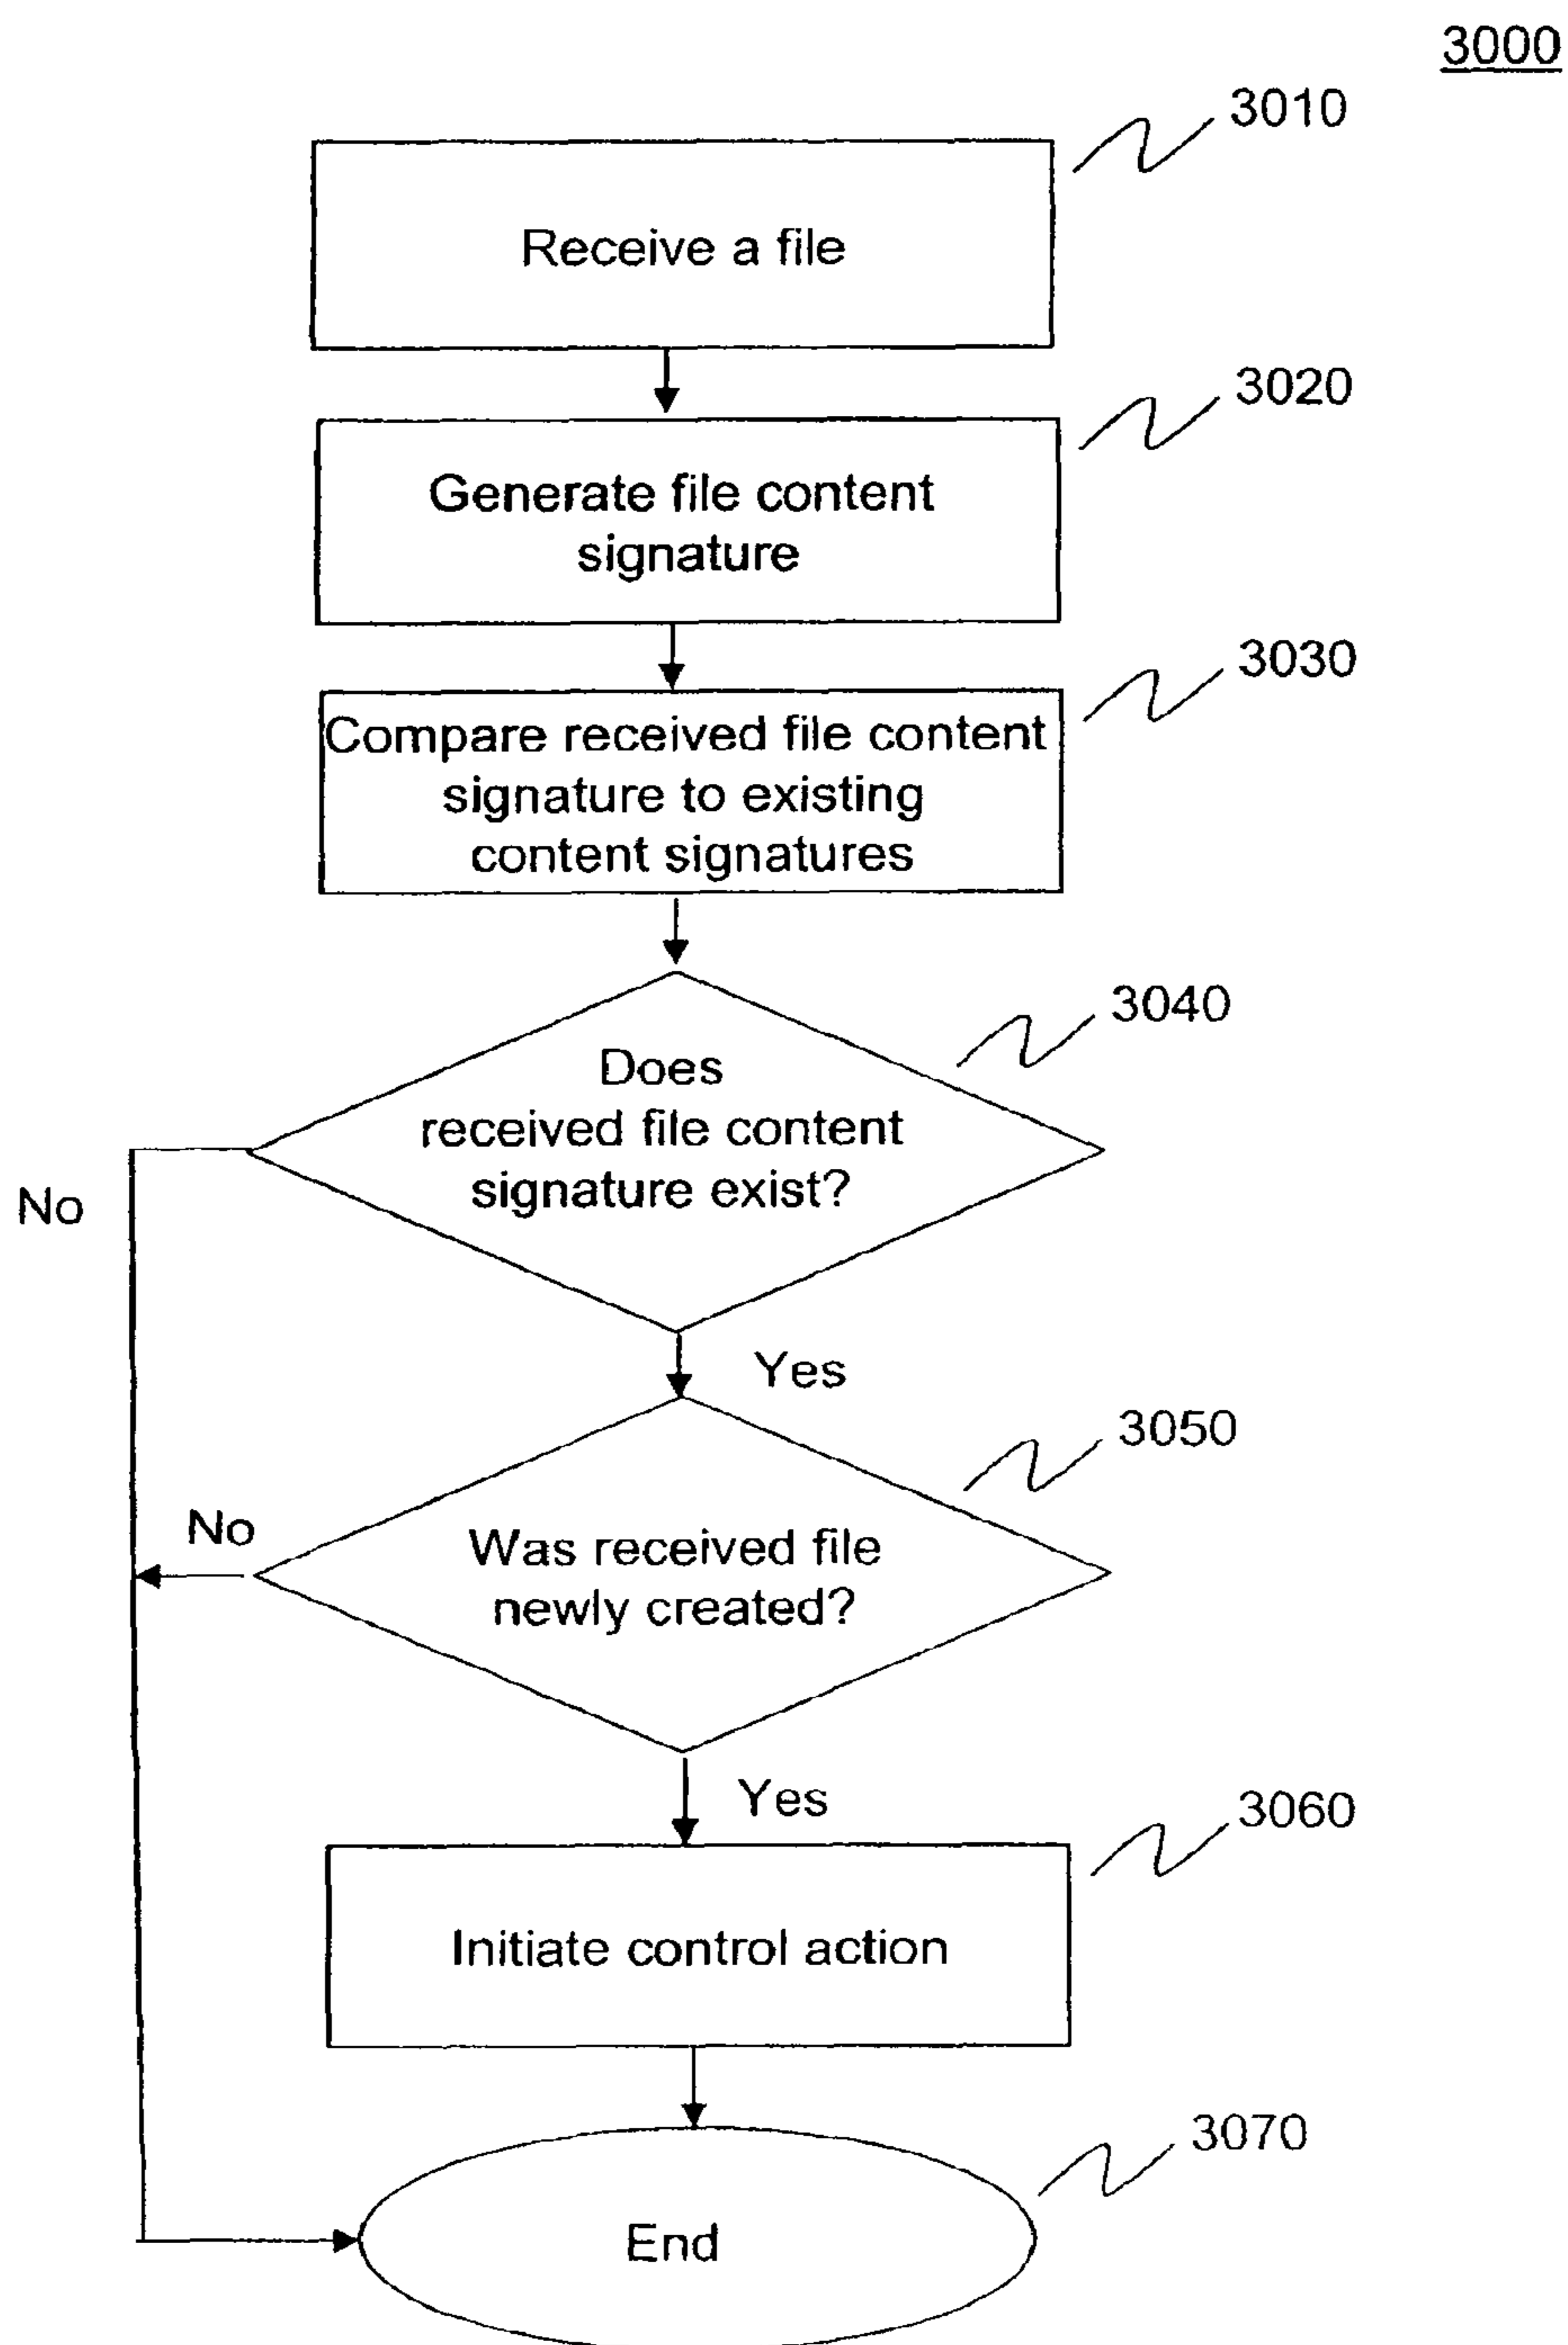 3000
3010
Receive a file
3020
Generate file content
signature
3030
Compare received file content
signature to existing
content signatures
3040
Does
received file content
signature exist?
No
Yes
3050
No
Was received file
newly created?
Yes
3060
Initiate control action
3070
End